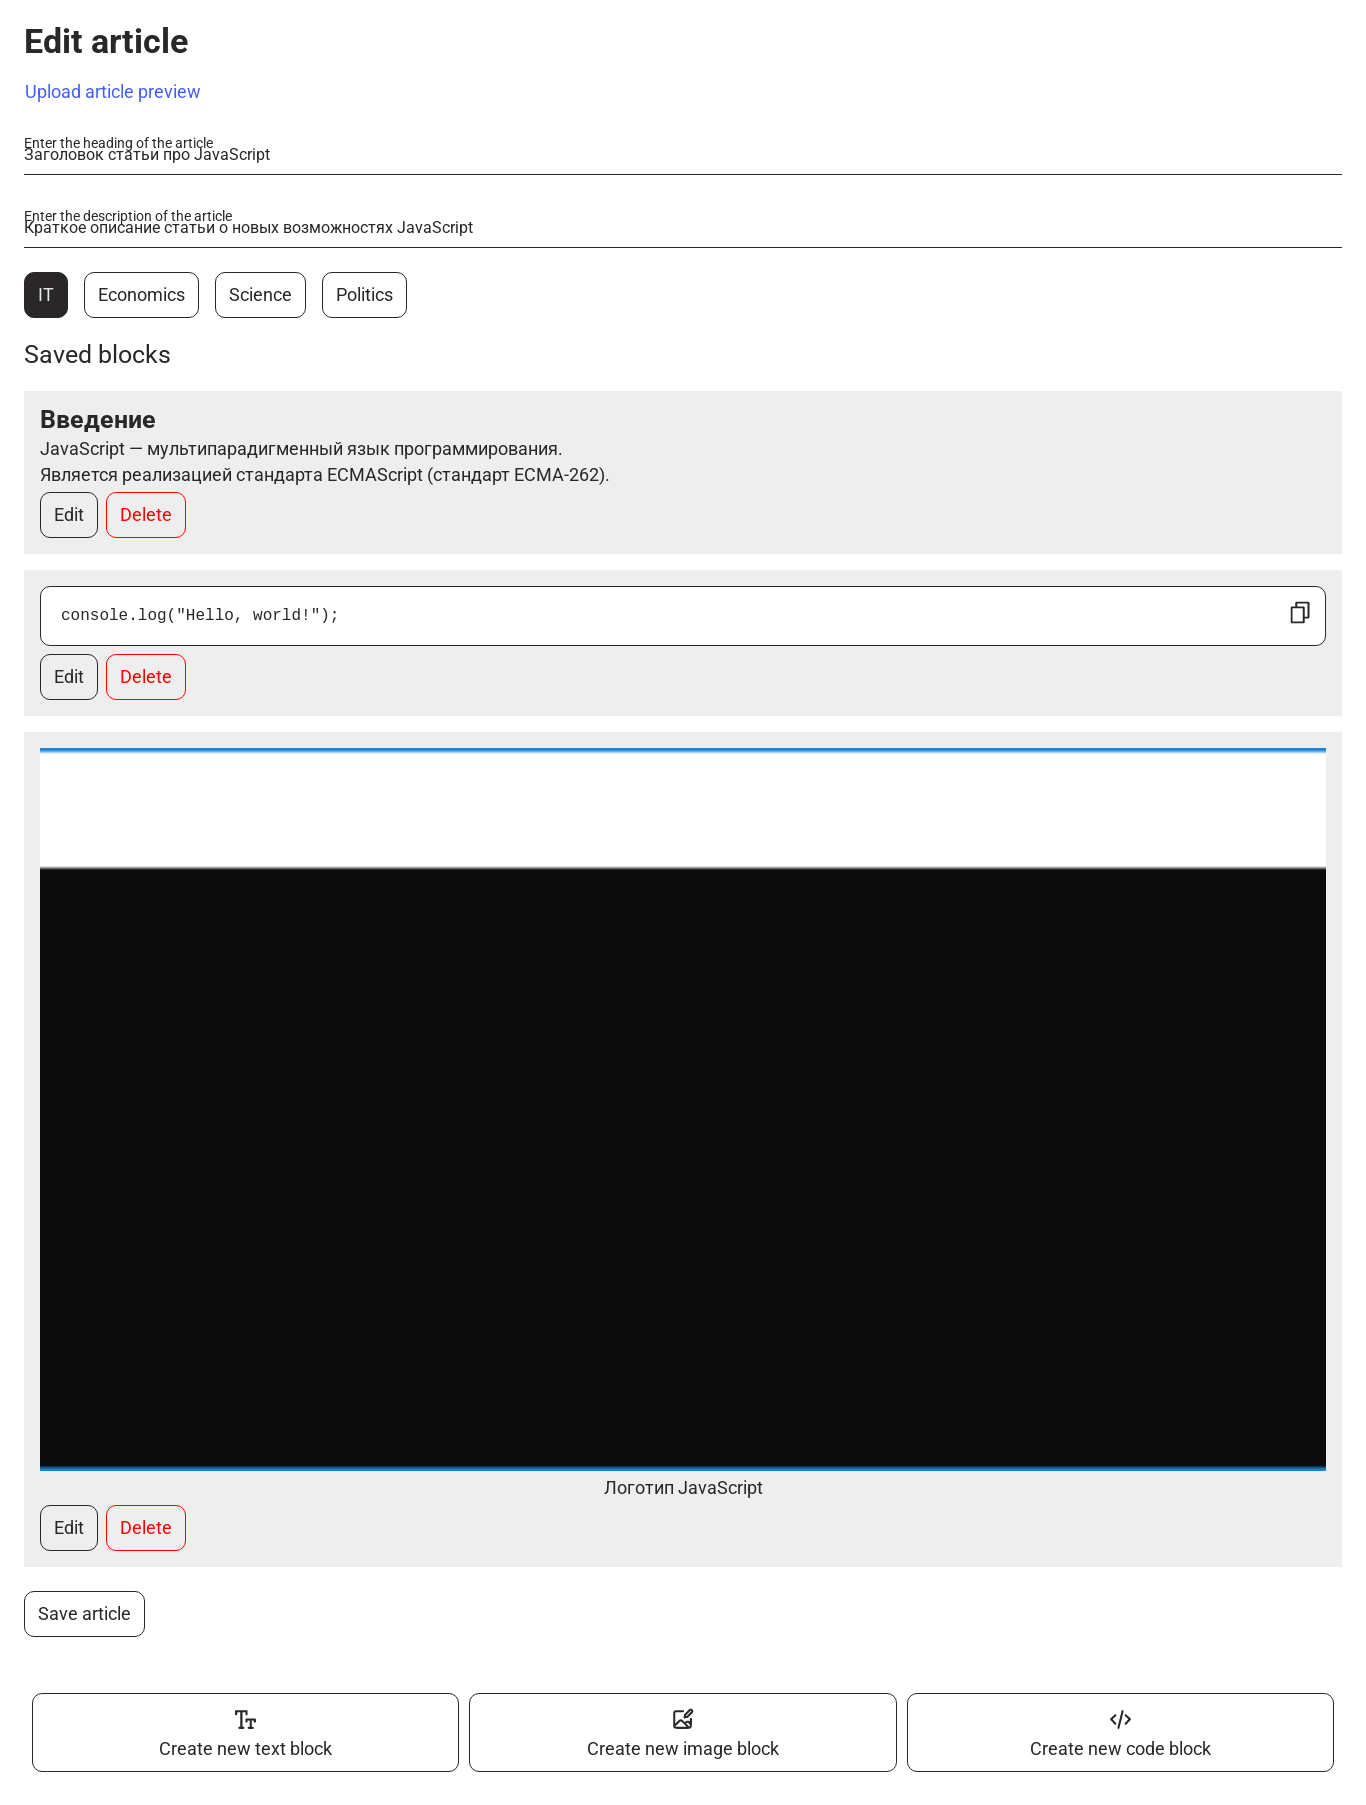 Edit article
Upload article preview
Enter the heading of the article
Заголовок статьи про JavaScript
Enter the description of the article
Краткое описание статьи о новых возможностях JavaScript
IT Economics Science Politics
Saved blocks
Введение
JavaScript — мультипарадигменный язык программирования.
Является реализацией стандарта ECMAScript (стандарт ECMA-262).
Edit Delete
console.log("Hello, world!");
Edit Delete
Логотип JavaScript
Edit Delete
Save article
Create new text block Create new image block Create new code block